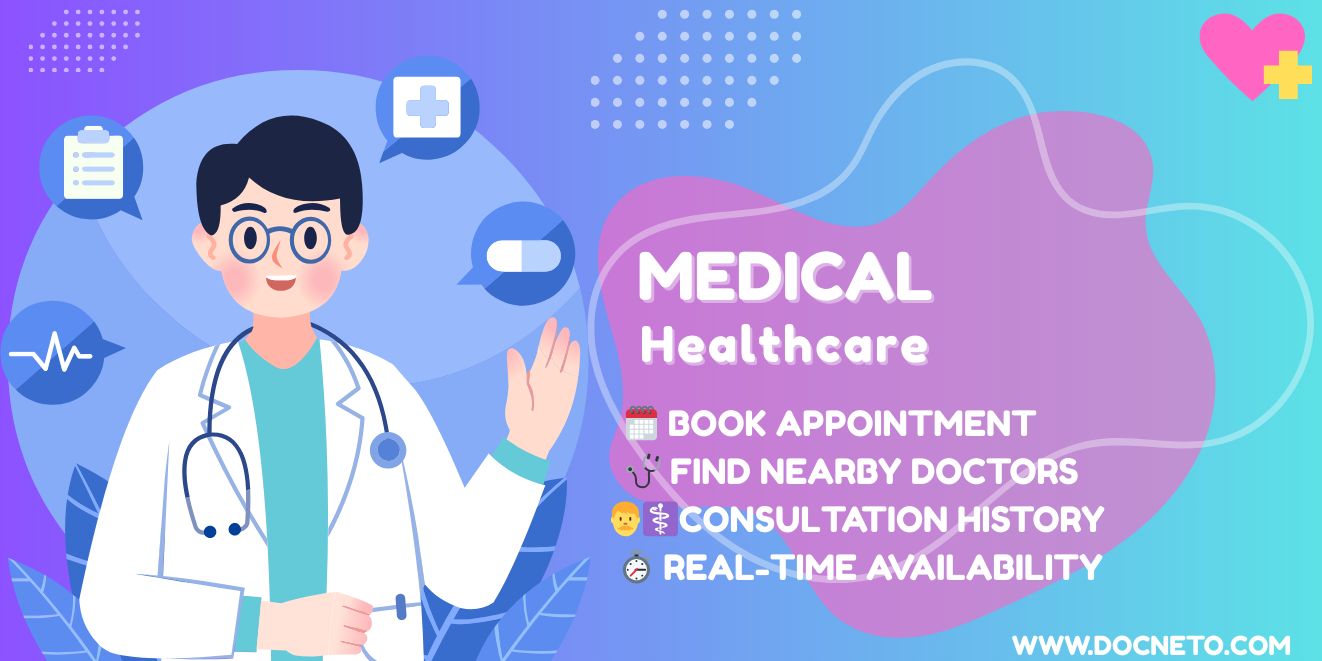 MEDICAL
Healthcare
BOOK APPOINTMENT
FIND NEARBY DOCTORS
CONSULTATION HISTORY
REAL-TIME AVAILABILITY
WWW.DOCNETO.COM